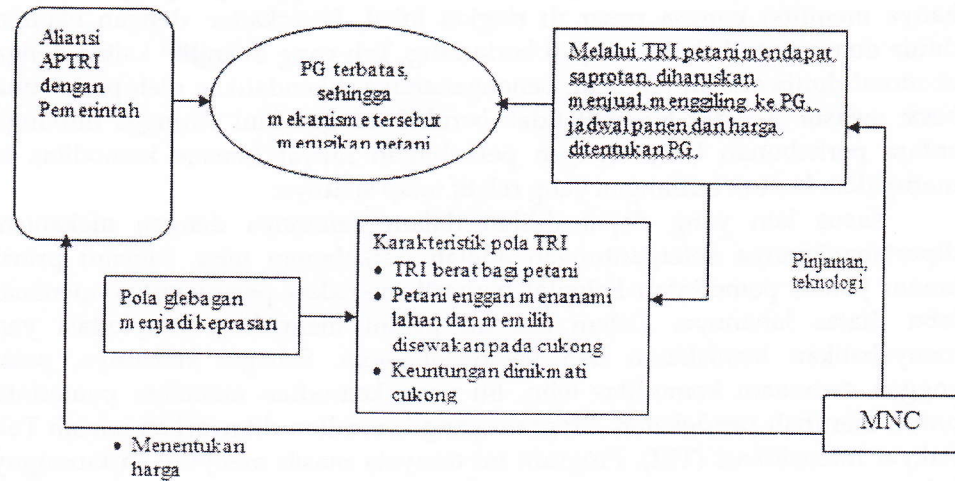 Aliansi
APTRI
dengan
Pemerintah
PG terbatas,
sehingga
mekanisme tersebut
merugikan petani
Melalui TRI petani mendapat
saprotan, diharuskan
menjual menggiling ke PG,
jadwal panen dan harga
ditentukan PG.
Karakteristik pola TRI
• TRI berat bagi petani
• Petani enggan menanami
lahan dan memilih
disewakan pada cukong
• Keuntungan dinikmati
cukong
Pola glebagan
menjadi keprasan
Pinjaman,
teknologi
MNC
• Menentukan
harga